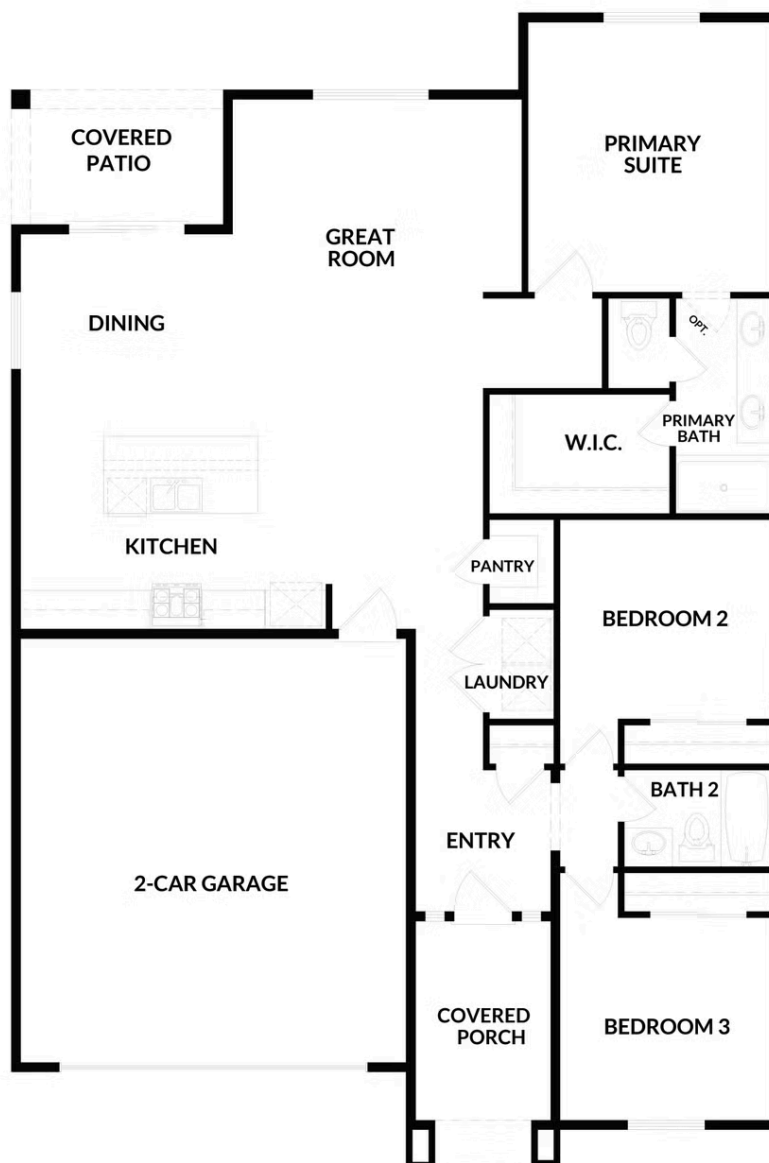 COVERED
PATIO
PRIMARY
SUITE
GREAT
ROOM
DINING
OPT.
PRIMARY
BATH
W.I.C.
KITCHEN
PANTRY
BEDROOM 2
LAUNDRY
BATH 2
ENTRY
2-CAR GARAGE
COVERED
PORCH
BEDROOM 3